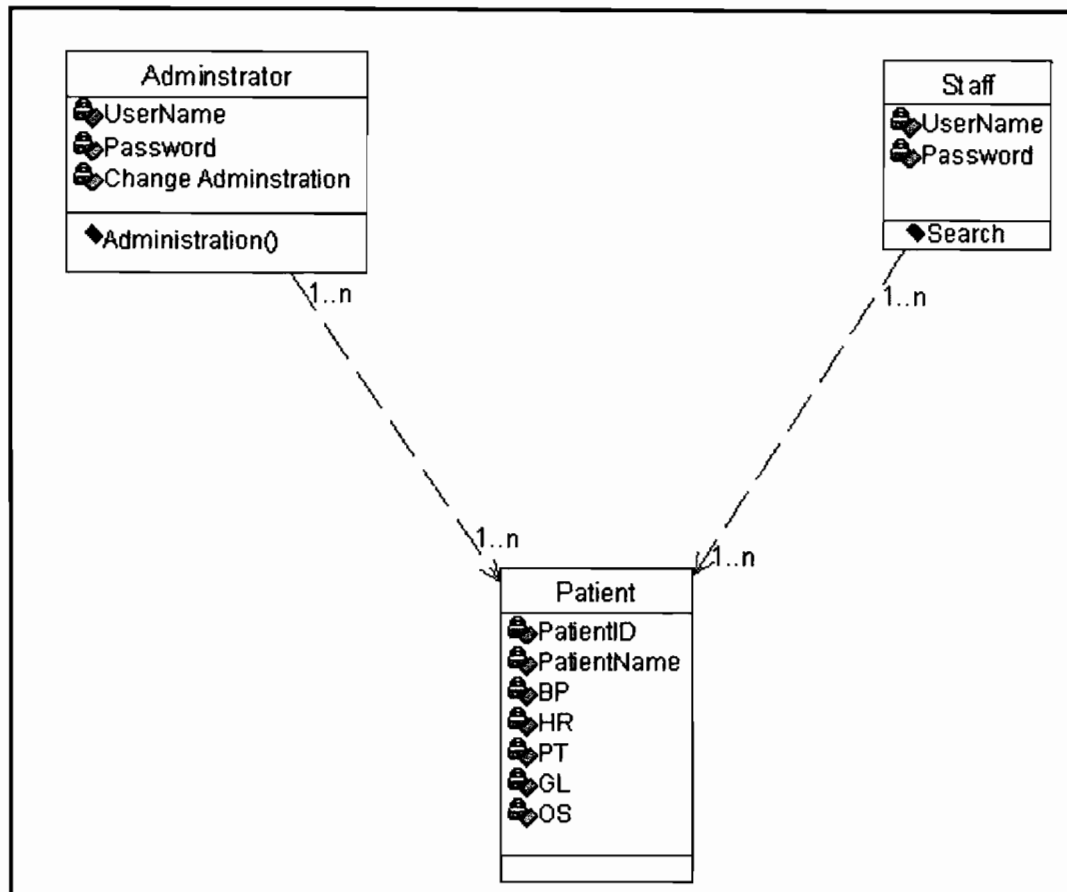 Adminstrator
UserName
Password
Change Adminstration
Administration()
Staff
UserName
Password
Search
1..n
1..n
1..n
1..n
Patient
PatientID
PatientName
BP
HR
PT
GL
OS